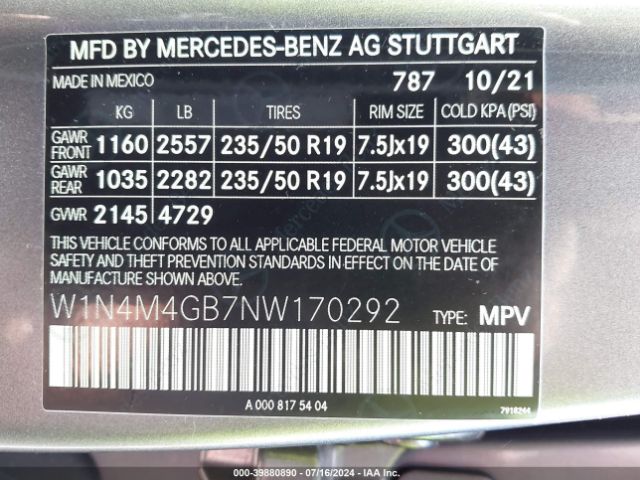 MFD BY MERCEDES-BENZ AG STUTTGART
MADE IN MEXICO 787 10/21
KG LB TIRES RIM SIZE COLD KPA(PSI)
GAWR FRONT 1160 2557 235/50 R19 7.5Jx19 300(43)
GAWR REAR 1035 2282 235/50 R19 7.5Jx19 300(43)
GVWR 2145 4729
THIS VEHICLE CONFORMS TO ALL APPLICABLE FEDERAL MOTOR VEHICLE
SAFETY AND THEFT PREVENTION STANDARDS IN EFFECT ON THE DATE OF
MANUFACTURE SHOWN ABOVE.
W1N4M4GB7NW170292 TYPE: MPV
A 000 817 54 04
7918244
000-39880890 - 07/16/2024 - IAA Inc.